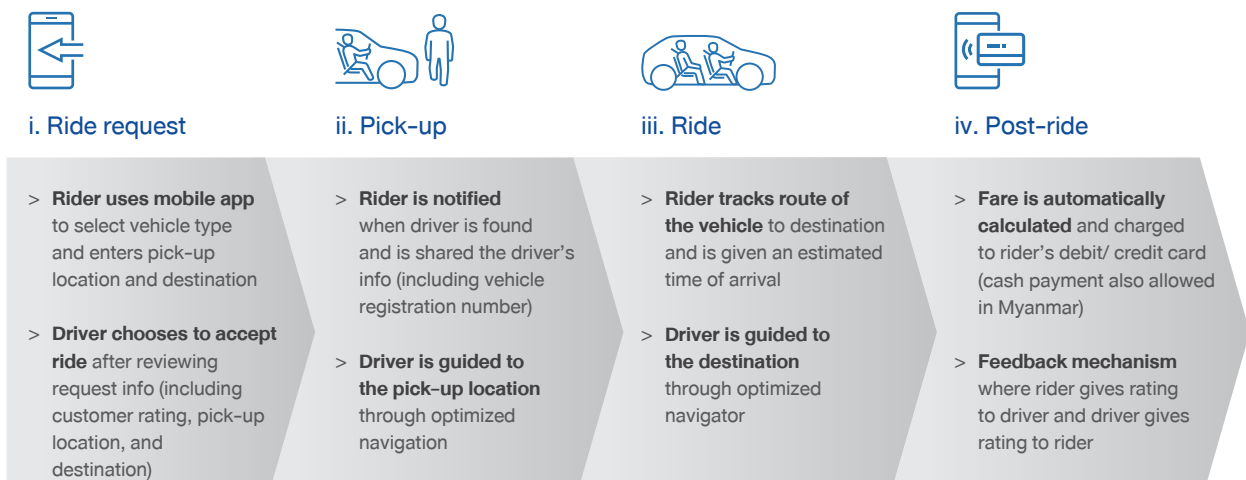 i. Ride request
> Rider uses mobile app
to select vehicle type
and enters pick-up
location and destination
> Driver chooses to accept
ride after reviewing
request info (including
customer rating, pick-up
location, and
destination)
ii. Pick-up
> Rider is notified
when driver is found
and is shared the driver's
info (including vehicle
registration number)
> Driver is guided to
the pick-up location
through optimized
navigation
iii. Ride
> Rider tracks route of
the vehicle to destination
and is given an estimated
time of arrival
> Driver is guided to
the destination
through optimized
navigator
iv. Post-ride
> Fare is automatically
calculated and charged
to rider's debit/ credit card
(cash payment also allowed
in Myanmar)
> Feedback mechanism
where rider gives rating
to driver and driver gives
rating to rider